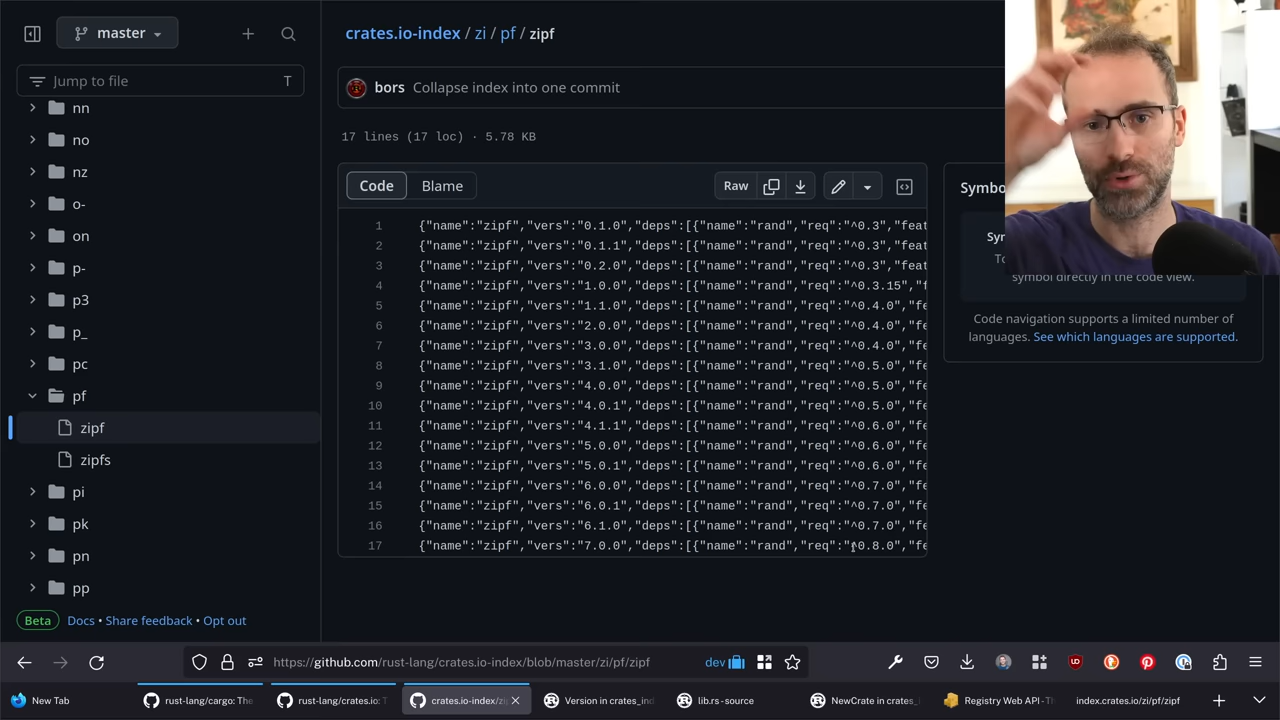 master
crates.io-index / zi / pf / zipf
Jump to file
T
nn
no
nz
o-
on
p-
p3
p_
pc
pf
zipf
zipfs
pi
pk
pn
pp
Beta Docs • Share feedback • Opt out
bors Collapse index into one commit
17 lines (17 loc) · 5.78 KB
Code Blame
Raw
1 {"name":"zipf","vers":"0.1.0","deps":[{"name":"rand","req":"^0.3","feat
2 {"name":"zipf","vers":"0.1.1","deps":[{"name":"rand","req":"^0.3","feat
3 {"name":"zipf","vers":"0.2.0","deps":[{"name":"rand","req":"^0.3","feat
4 {"name":"zipf","vers":"1.0.0","deps":[{"name":"rand","req":"^0.3.15","f
5 {"name":"zipf","vers":"1.1.0","deps":[{"name":"rand","req":"^0.4.0","fe
6 {"name":"zipf","vers":"2.0.0","deps":[{"name":"rand","req":"^0.4.0","fe
7 {"name":"zipf","vers":"3.0.0","deps":[{"name":"rand","req":"^0.4.0","fe
8 {"name":"zipf","vers":"3.1.0","deps":[{"name":"rand","req":"^0.5.0","fe
9 {"name":"zipf","vers":"4.0.0","deps":[{"name":"rand","req":"^0.5.0","fe
10 {"name":"zipf","vers":"4.0.1","deps":[{"name":"rand","req":"^0.5.0","fe
11 {"name":"zipf","vers":"4.1.1","deps":[{"name":"rand","req":"^0.6.0","fe
12 {"name":"zipf","vers":"5.0.0","deps":[{"name":"rand","req":"^0.6.0","fe
13 {"name":"zipf","vers":"5.0.1","deps":[{"name":"rand","req":"^0.6.0","fe
14 {"name":"zipf","vers":"6.0.0","deps":[{"name":"rand","req":"^0.7.0","fe
15 {"name":"zipf","vers":"6.0.1","deps":[{"name":"rand","req":"^0.7.0","fe
16 {"name":"zipf","vers":"6.1.0","deps":[{"name":"rand","req":"^0.7.0","fe
17 {"name":"zipf","vers":"7.0.0","deps":[{"name":"rand","req":"^0.8.0","fe
Symbo
Syr
To
symbol directly in the code view.
Code navigation supports a limited number of
languages. See which languages are supported.
https://github.com/rust-lang/crates.io-index/blob/master/zi/pf/zipf
dev
New Tab
rust-lang/cargo: The
rust-lang/crates.io: T
crates.io-index/zi
Version in crates_ind
lib.rs - source
NewCrate in crates_
Registry Web API - Th
index.crates.io/zi/pf/zipf